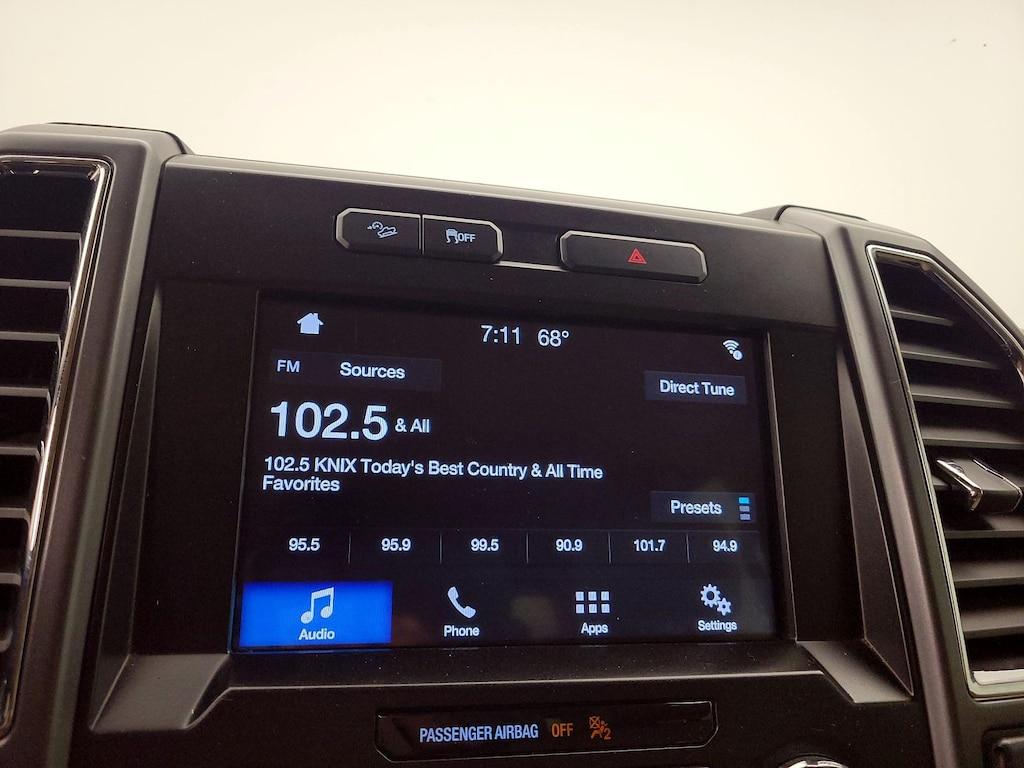 OFF
7:11 68°
FM Sources
Direct Tune
102.5 & All
102.5 KNIX Today's Best Country & All Time
Favorites
Presets
95.5 95.9 99.5 90.9 101.7 94.9
Audio Phone Apps Settings
PASSENGER AIRBAG OFF 2